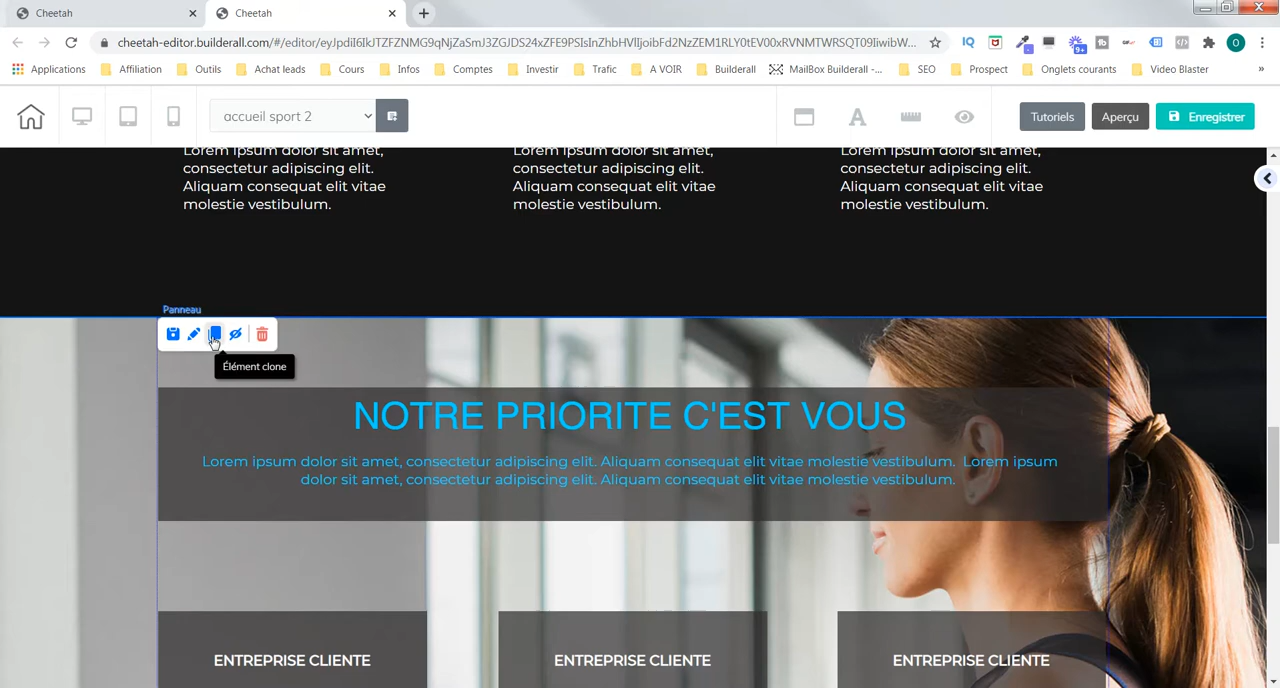 Cheetah
Cheetah
cheetah-editor.builderall.com/#/editor/eyJpdiI6IkJTZFZNMG9qNjZaSmJ3ZGJDS24zZFE9PSIsInZhbHVlIjoibFd2NzZEM1RLY0tEV00xRVNMTWRSQT09IiwibW...
Applications
Affiliation
Outils
Achat leads
Cours
Infos
Comptes
Investir
Trafic
A VOIR
Builderall
MailBox Builderall -...
SEO
Prospect
Onglets courants
Video Blaster
»
accueil sport 2
Tutoriels
Aperçu
Enregistrer
Lorem ipsum dolor sit amet,
consectetur adipiscing elit.
Aliquam consequat elit vitae
molestie vestibulum.
Lorem ipsum dolor sit amet,
consectetur adipiscing elit.
Aliquam consequat elit vitae
molestie vestibulum.
Lorem ipsum dolor sit amet,
consectetur adipiscing elit.
Aliquam consequat elit vitae
molestie vestibulum.
Panneau
Élément clone
NOTRE PRIORITE C'EST VOUS
Lorem ipsum dolor sit amet, consectetur adipiscing elit. Aliquam consequat elit vitae molestie vestibulum. Lorem ipsum
dolor sit amet, consectetur adipiscing elit. Aliquam consequat elit vitae molestie vestibulum.
ENTREPRISE CLIENTE
ENTREPRISE CLIENTE
ENTREPRISE CLIENTE